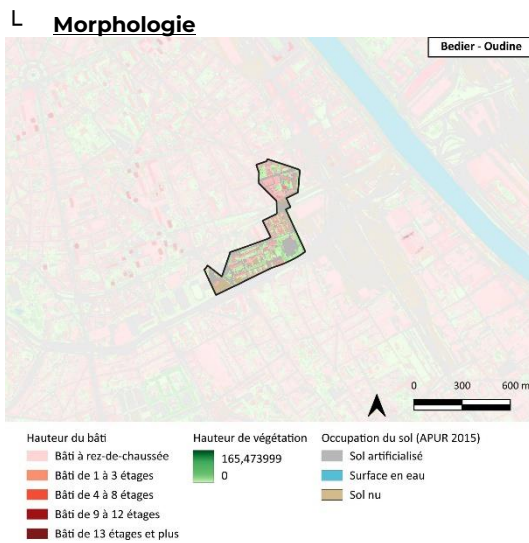 L Morphologie
Bedier - Oudine
0 300 600 m
Hauteur du bâti
Bâti à rez-de-chaussée
Bâti de 1 à 3 étages
Bâti de 4 à 8 étages
Bâti de 9 à 12 étages
Bâti de 13 étages et plus
Hauteur de végétation
165,473999
0
Occupation du sol (APUR 2015)
Sol artificialisé
Surface en eau
Sol nu